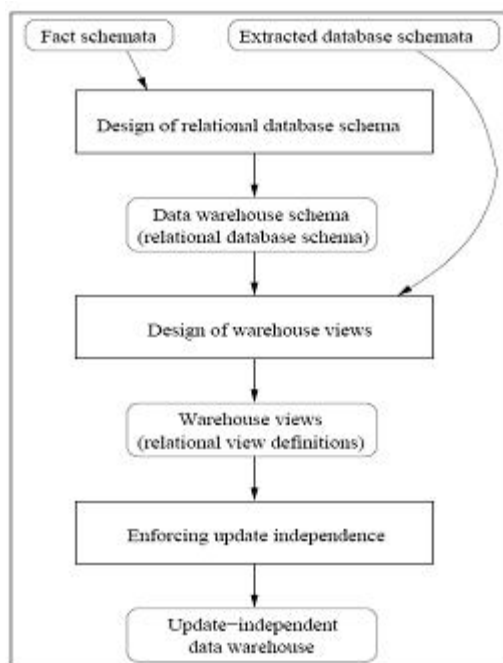 Fact schemata
Extracted database schemata
Design of relational database schema
Data warehouse schema
(relational database schema)
Design of warehouse views
Warehouse views
(relational view definitions)
Enforcing update independence
Update−independent
data warehouse